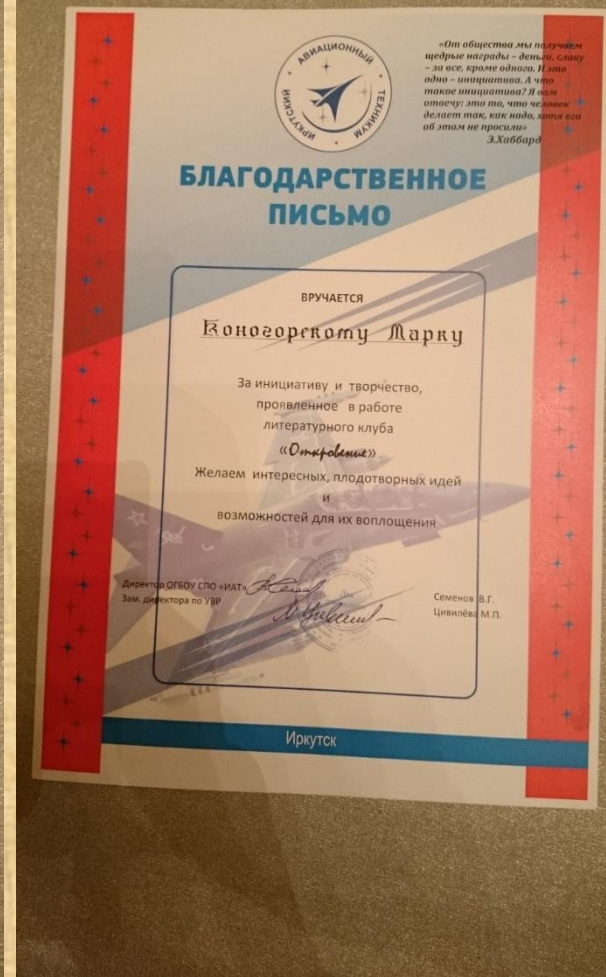 ИРКУТСКИЙ АВИАЦИОННЫЙ ТЕХНИКУМ
«От общества мы получаем
щедрые награды – деньги, славу
– за все, кроме одного. И это
одно – инициатива. А что
такое инициатива? Я вам
отвечу: это то, что человек
делает так, как надо, хотя его
об этом не просили»
Э.Хаббард
БЛАГОДАРСТВЕННОЕ
ПИСЬМО
ВРУЧАЕТСЯ
Коногорскому Марку
За инициативу и творчество,
проявленное в работе
литературного клуба
«Откровение»
Желаем интересных, плодотворных идей
и
возможностей для их воплощения
Директор ОГБОУ СПО «ИАТ» Семенов В.Г.
Зам. директора по УВР Цивилёва М.П.
Иркутск